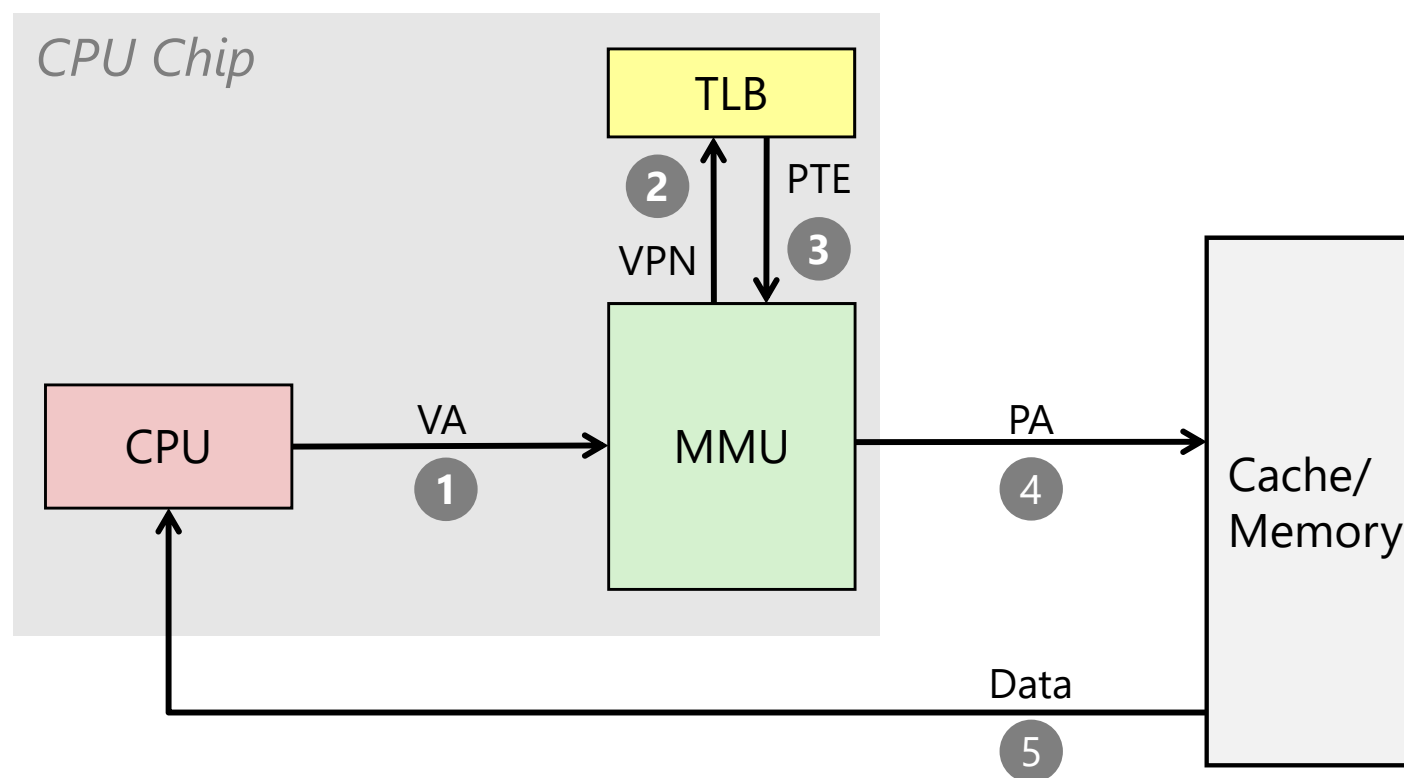 CPU Chip
TLB
2
PTE
VPN
3
CPU
VA
1
MMU
PA
4
Cache/
Memory
Data
5